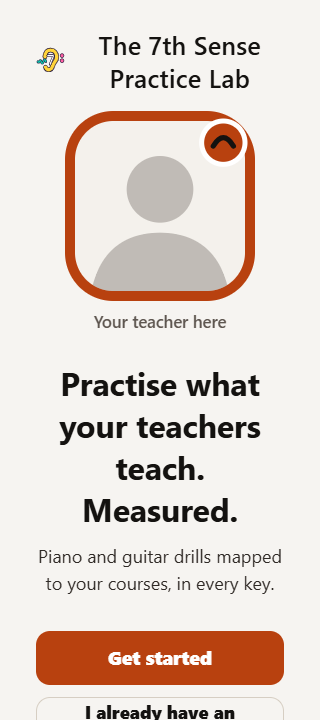 The 7th Sense
Practice Lab
Your teacher here
Practise what
your teachers
teach.
Measured.
Piano and guitar drills mapped
to your courses, in every key.
Get started
I already have an